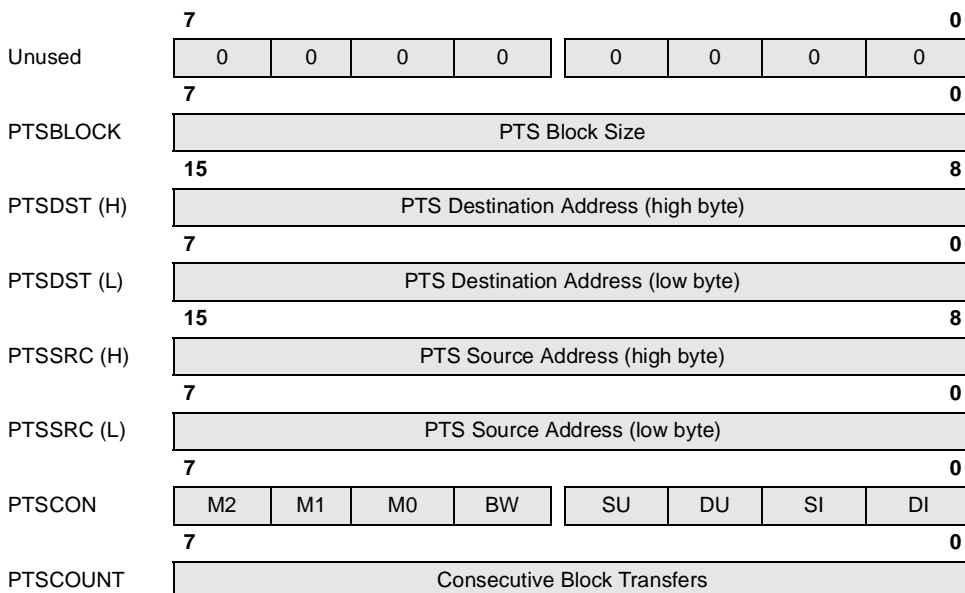 7 0
Unused 0 0 0 0 0 0 0 0
7 0
PTSBLOCK PTS Block Size
15 8
PTSDST (H) PTS Destination Address (high byte)
7 0
PTSDST (L) PTS Destination Address (low byte)
15 8
PTSSRC (H) PTS Source Address (high byte)
7 0
PTSSRC (L) PTS Source Address (low byte)
7 0
PTSCON M2 M1 M0 BW SU DU SI DI
7 0
PTSCOUNT Consecutive Block Transfers